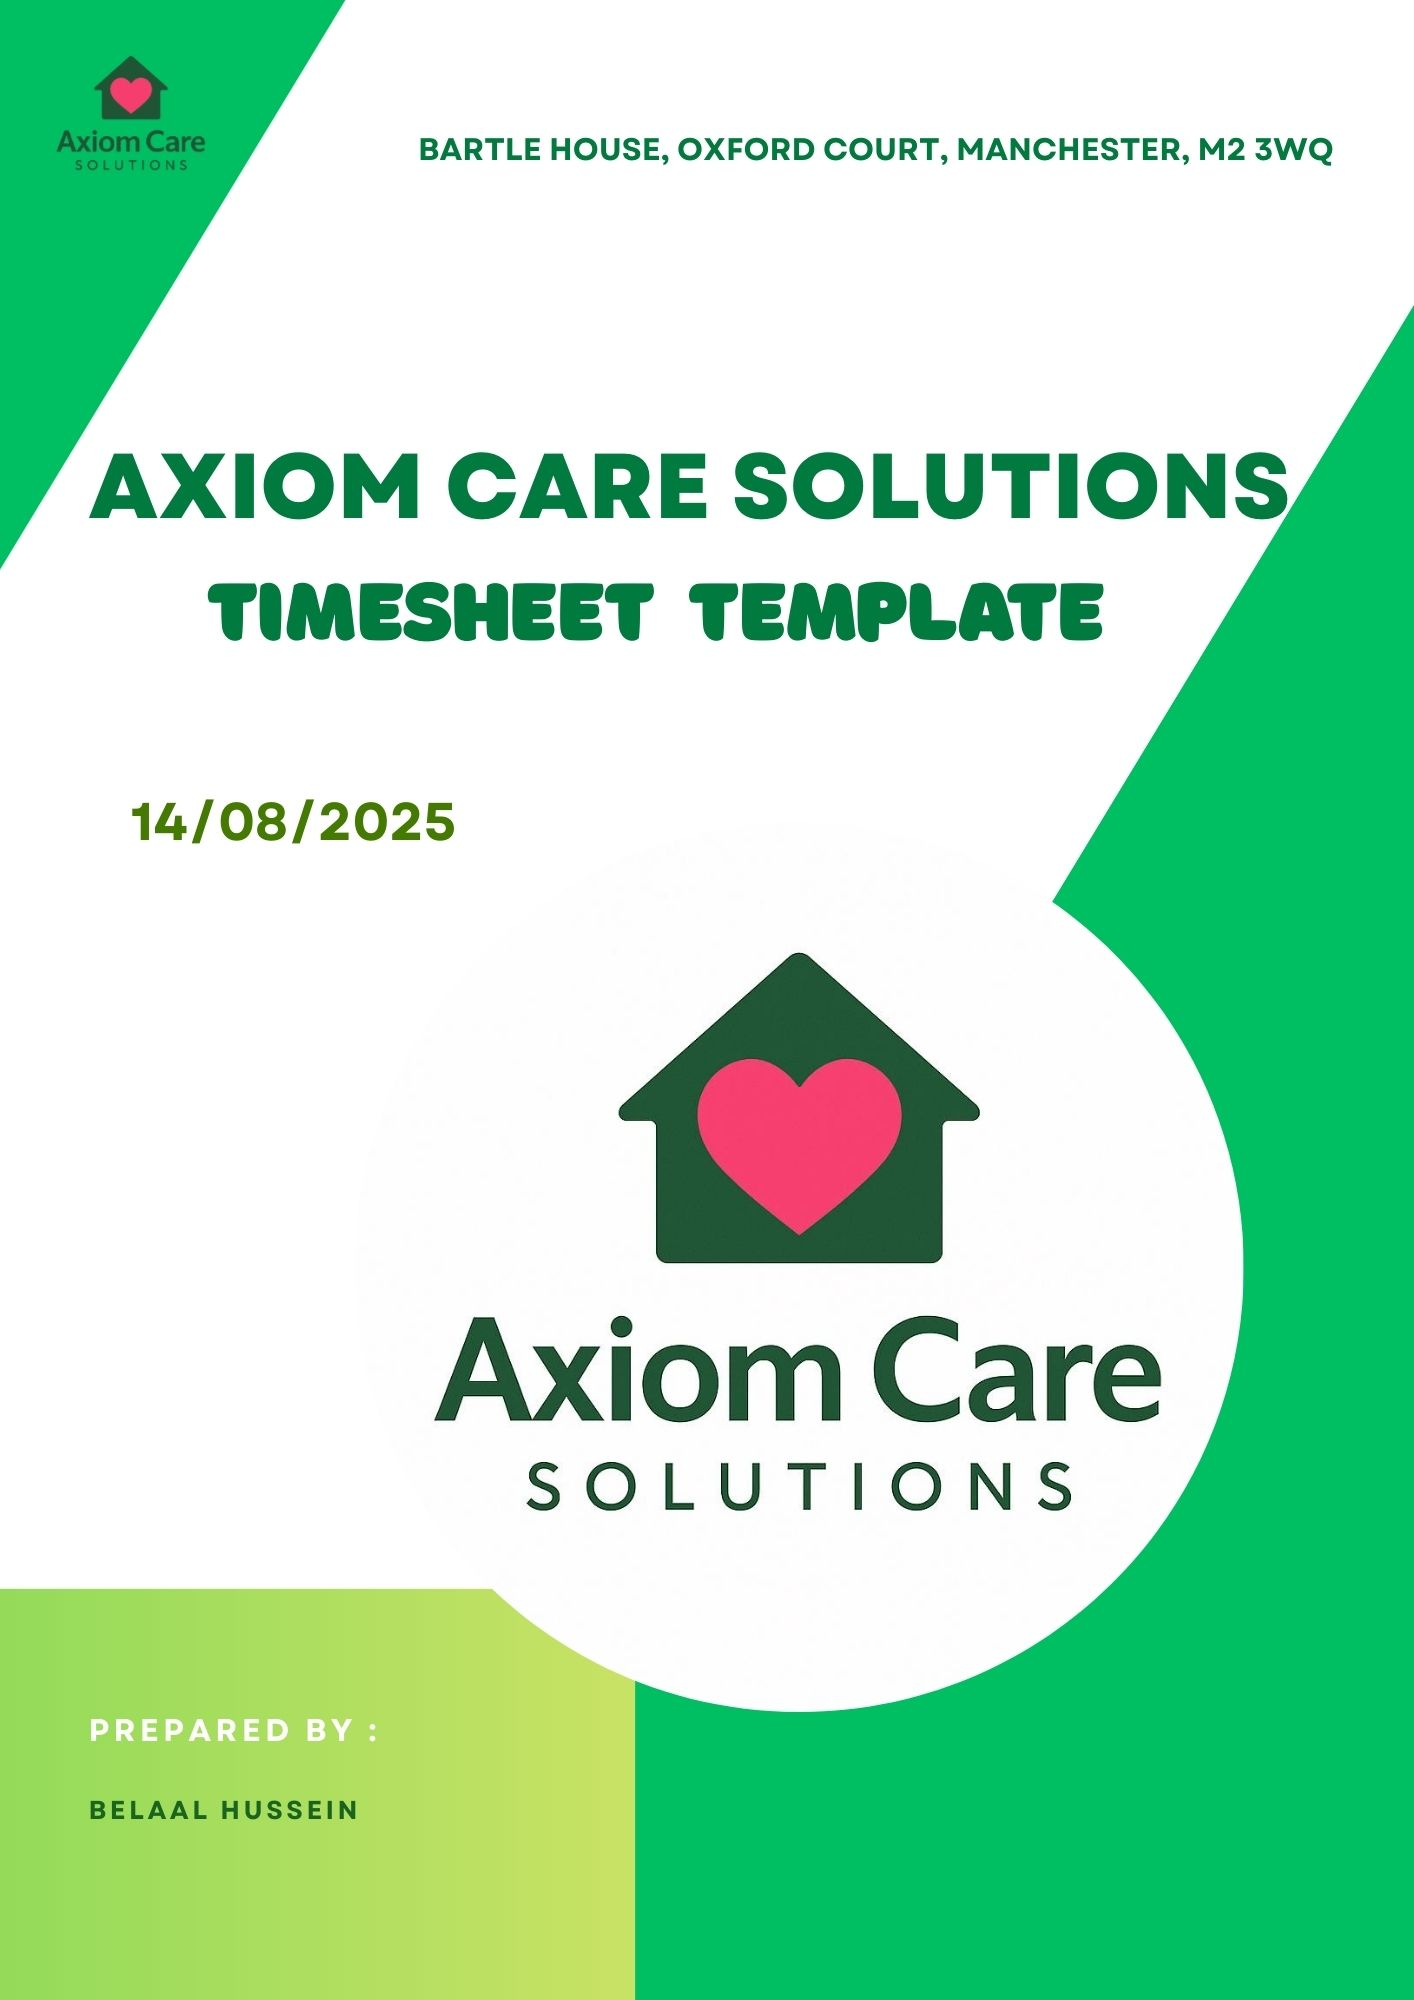 Axiom Care
SOLUTIONS
BARTLE HOUSE, OXFORD COURT, MANCHESTER, M2 3WQ
AXIOM CARE SOLUTIONS
TIMESHEET TEMPLATE
14/08/2025
Axiom Care
SOLUTIONS
PREPARED BY :
BELAAL HUSSEIN